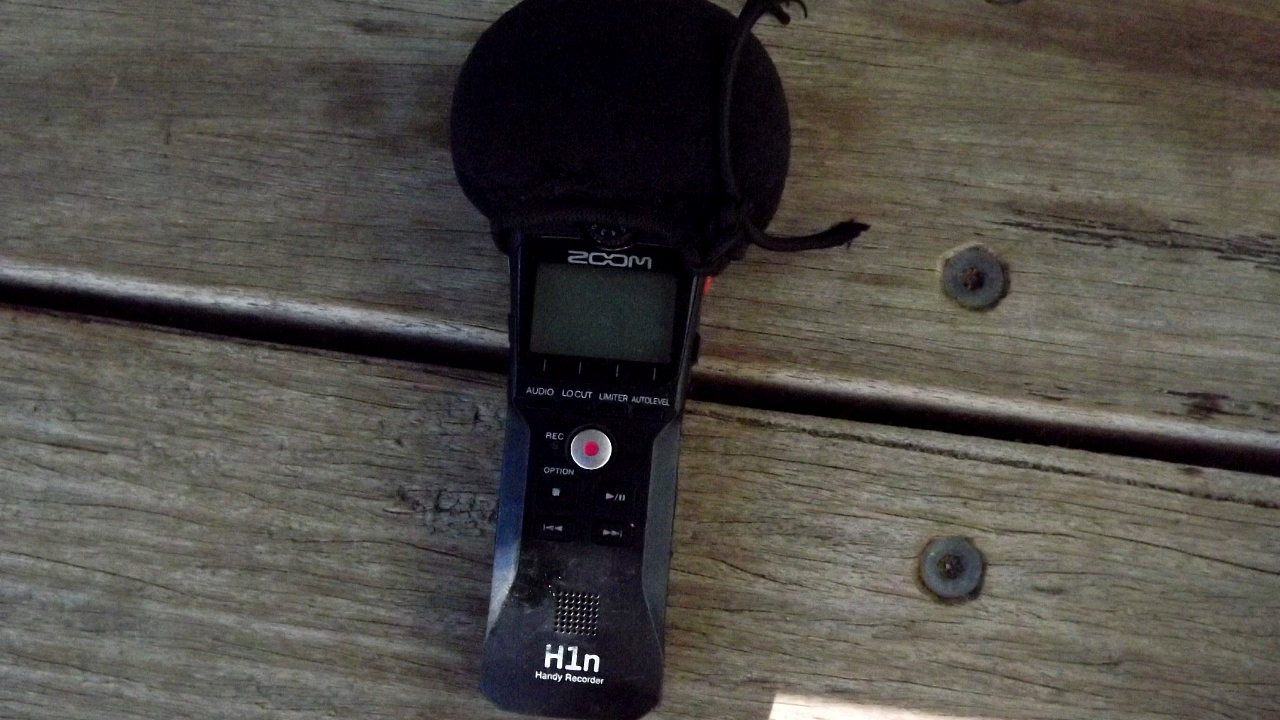 ZOOM
AUDIO LO CUT LIMITER AUTO LEVEL
REC
OPTION
H1n
Handy Recorder